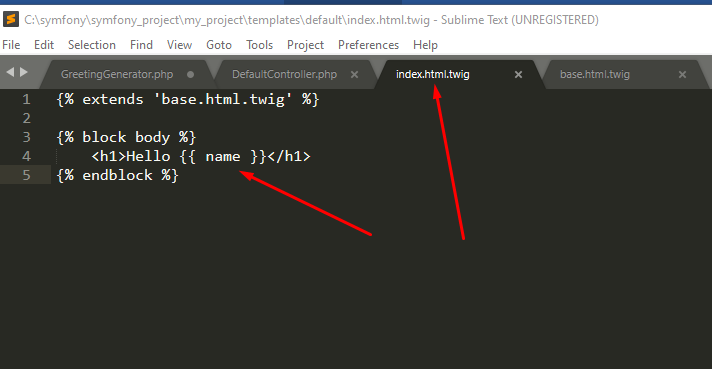 C:\symfony\symfony_project\my_project\templates\default\index.html.twig - Sublime Text (UNREGISTERED)
File Edit Selection Find View Goto Tools Project Preferences Help
GreetingGenerator.php DefaultController.php index.html.twig base.html.twig
1 {% extends 'base.html.twig' %}
2
3 {% block body %}
4     <h1>Hello {{ name }}</h1>
5 {% endblock %}